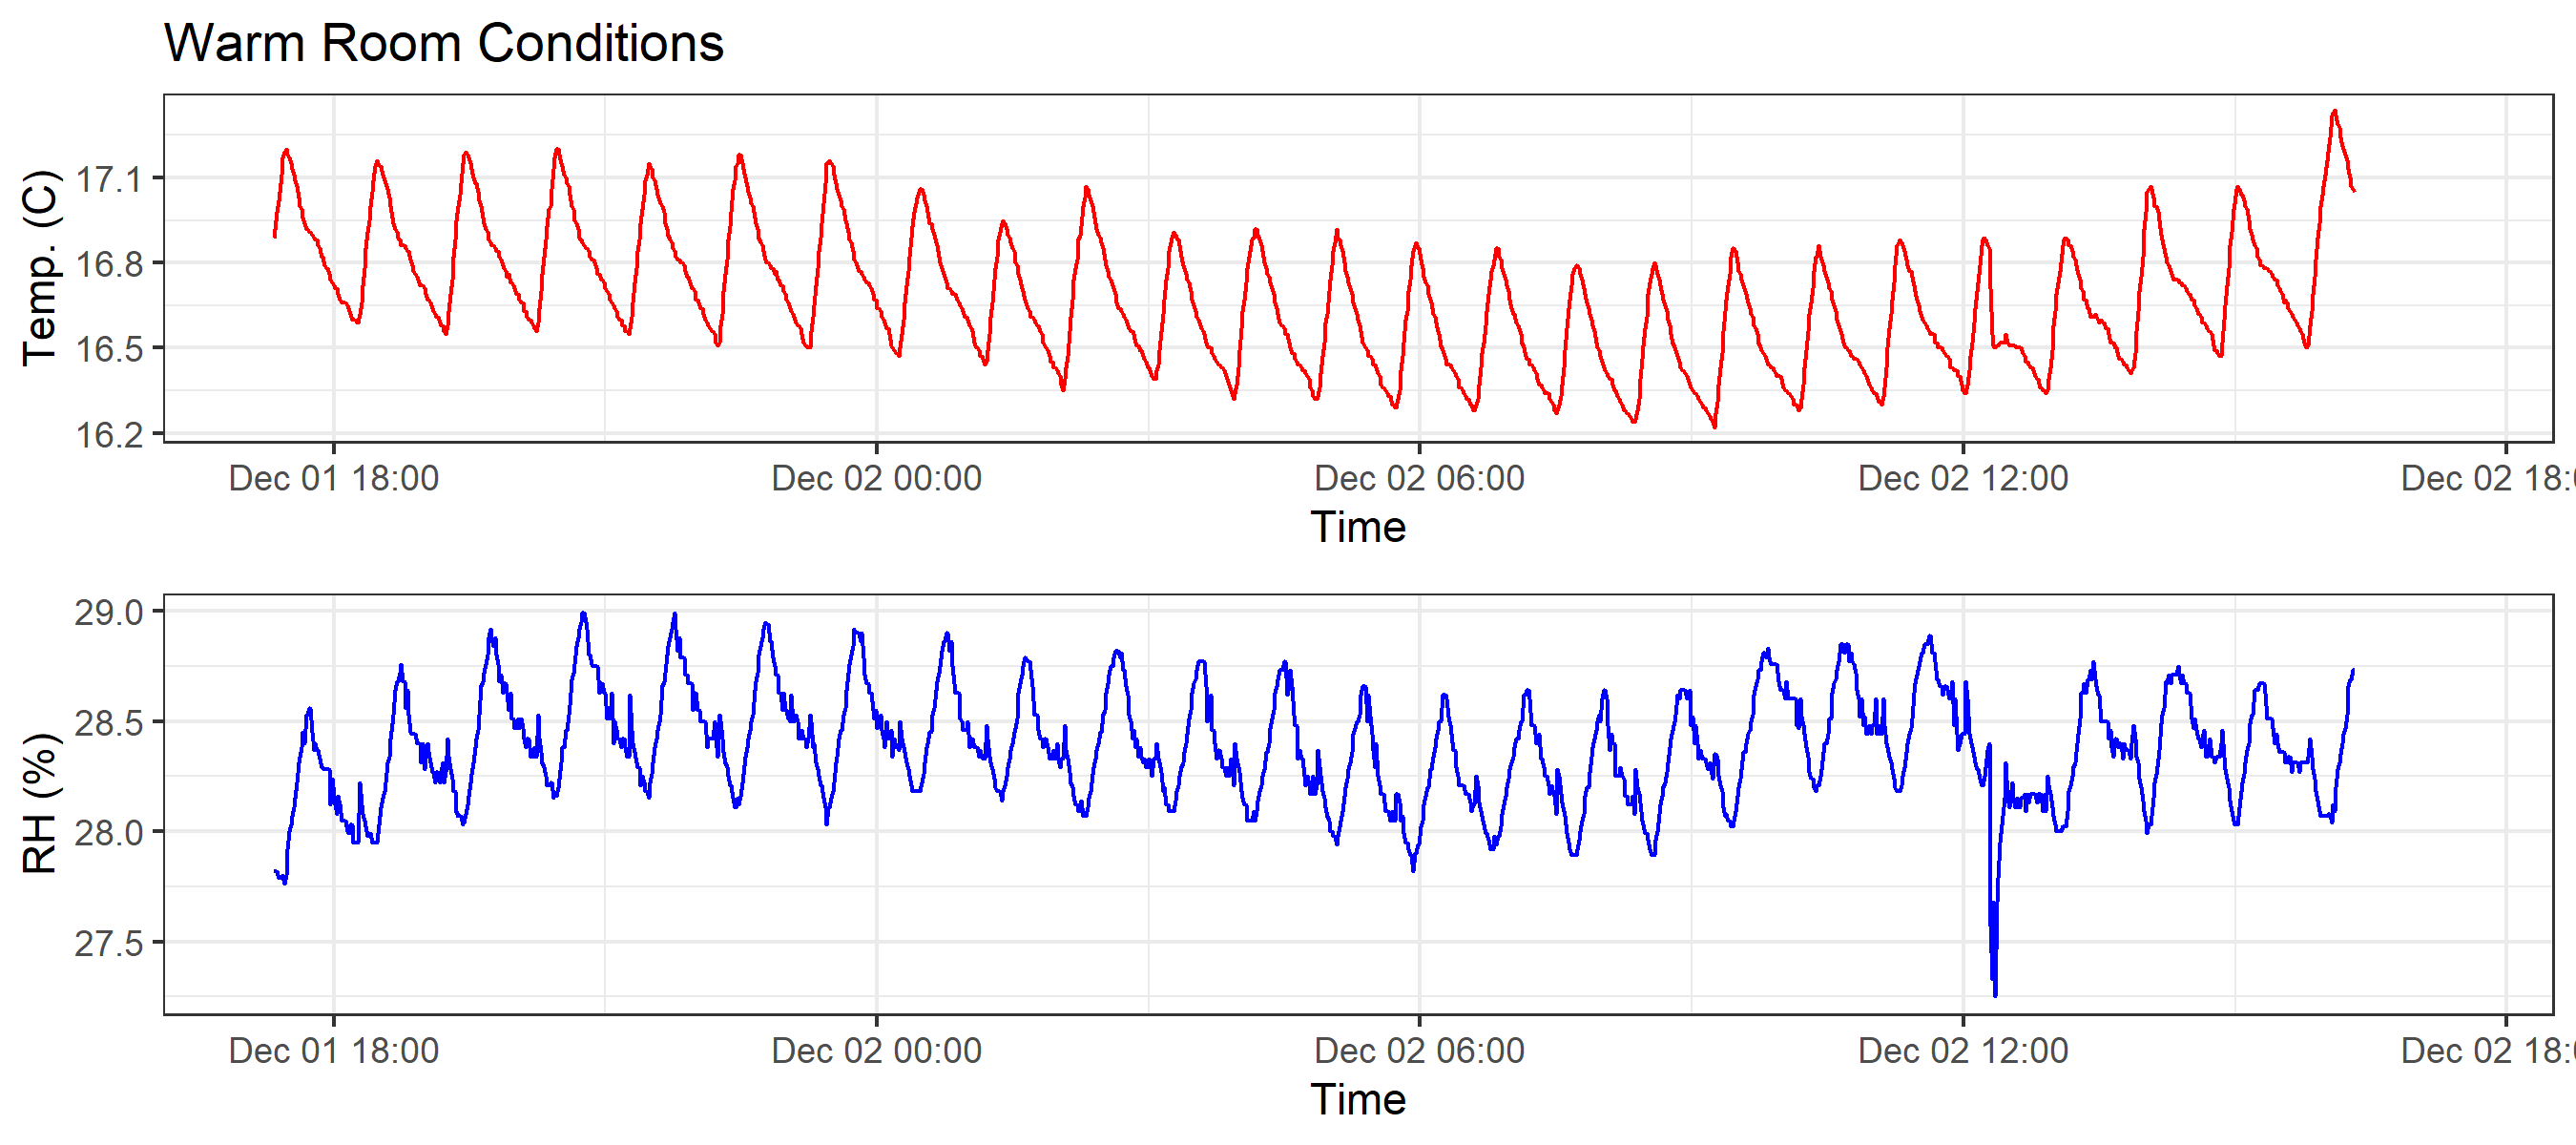 Warm Room Conditions
Temp. (C)
17.1
16.8
16.5
16.2
Dec 01 18:00 Dec 02 00:00 Dec 02 06:00 Dec 02 12:00 Dec 02 18:0
Time
RH (%)
29.0
28.5
28.0
27.5
Dec 01 18:00 Dec 02 00:00 Dec 02 06:00 Dec 02 12:00 Dec 02 18:0
Time